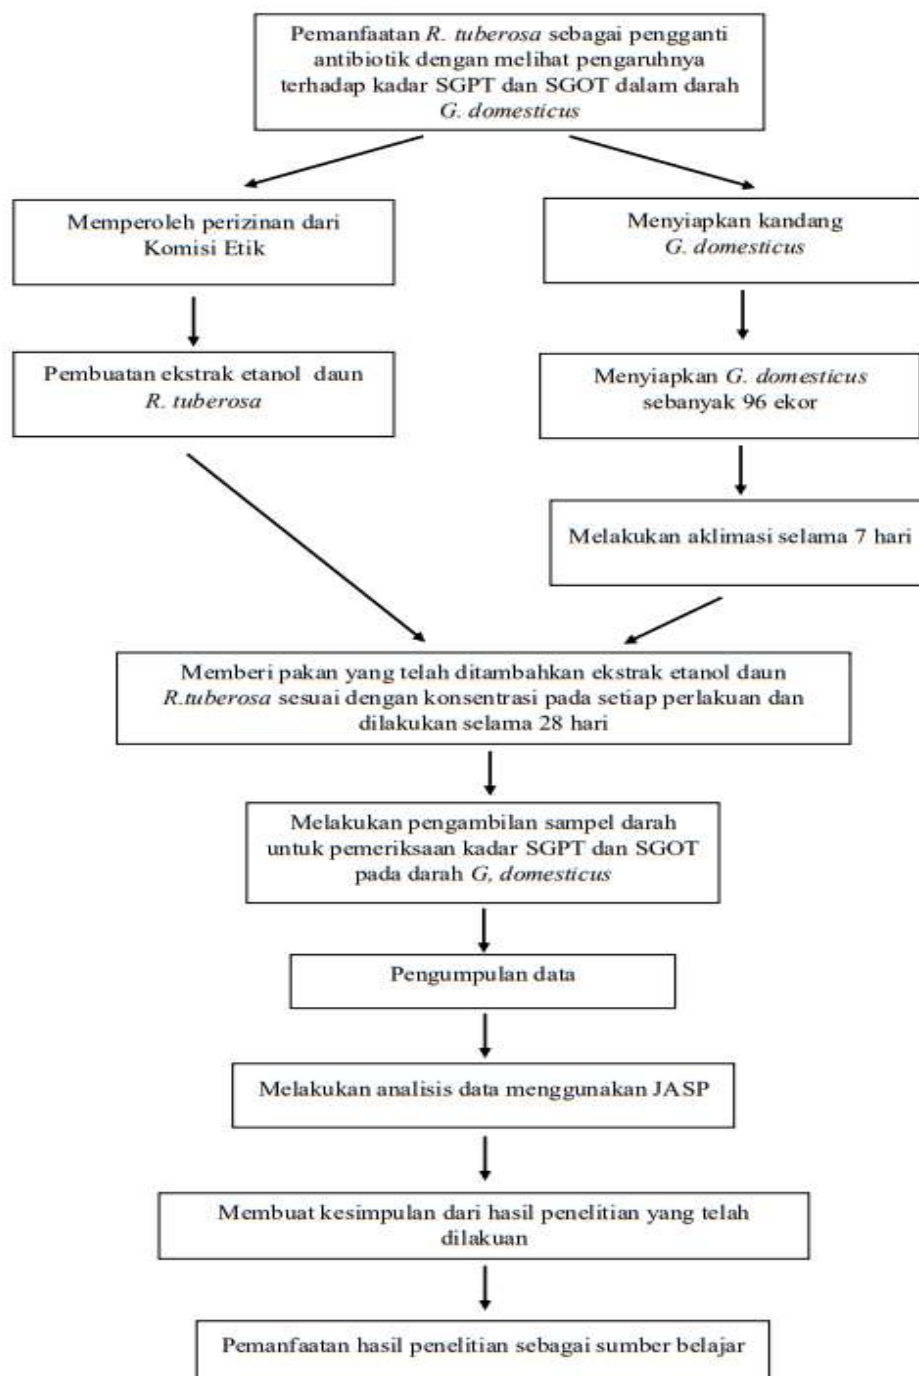 Pemanfaatan R. tuberosa sebagai pengganti
antibiotik dengan melihat pengaruhnya
terhadap kadar SGPT dan SGOT dalam darah
G. domesticus
Memperoleh perizinan dari
Komisi Etik
Menyiapkan kandang
G. domesticus
Pembuatan ekstrak etanol daun
R. tuberosa
Menyiapkan G. domesticus
sebanyak 96 ekor
Melakukan aklimasi selama 7 hari
Memberi pakan yang telah ditambahkan ekstrak etanol daun
R.tuberosa sesuai dengan konsentrasi pada setiap perlakuan dan
dilakukan selama 28 hari
Melakukan pengambilan sampel darah
untuk pemeriksaan kadar SGPT dan SGOT
pada darah G, domesticus
Pengumpulan data
Melakukan analisis data menggunakan JASP
Membuat kesimpulan dari hasil penelitian yang telah
dilakuan
Pemanfaatan hasil penelitian sebagai sumber belajar